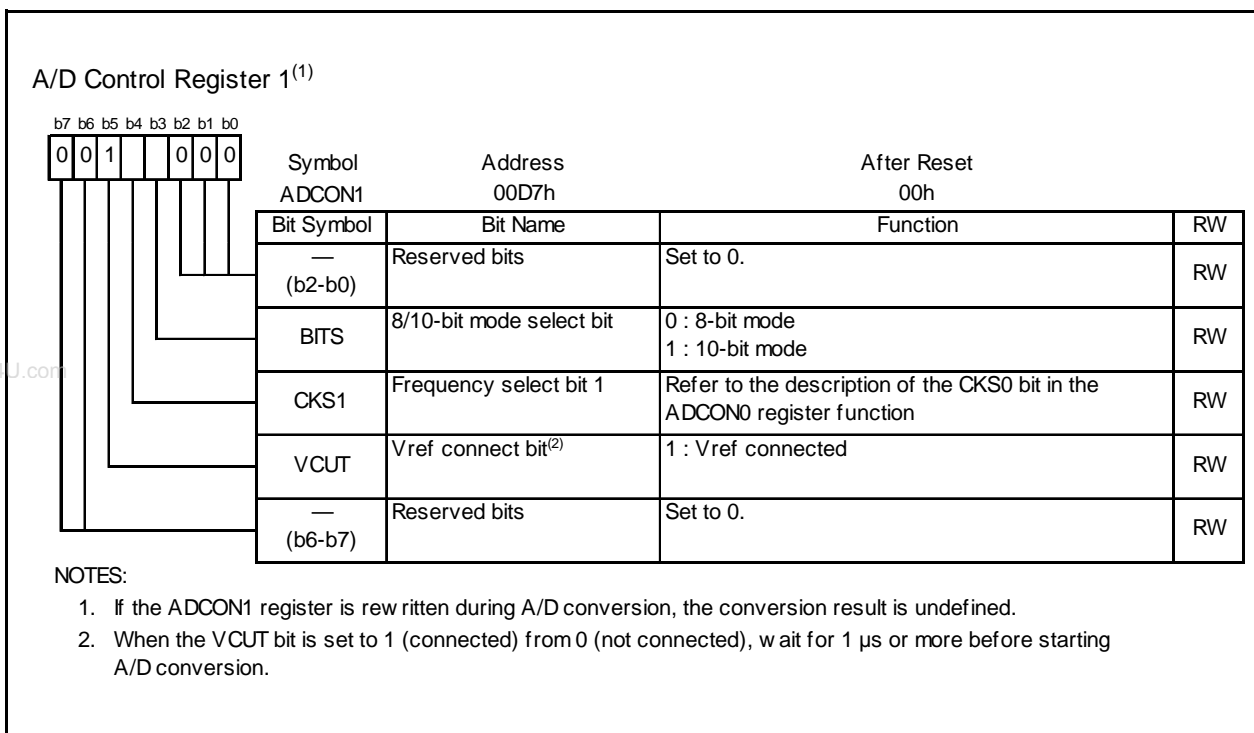 A/D Control Register 1(1)
b7 b6 b5 b4 b3 b2 b1 b0
0 0 1 0 0 0
Symbol Address After Reset
ADCON1 00D7h 00h
Bit Symbol Bit Name Function RW
— (b2-b0) Reserved bits Set to 0. RW
BITS 8/10-bit mode select bit 0 : 8-bit mode
1 : 10-bit mode RW
CKS1 Frequency select bit 1 Refer to the description of the CKS0 bit in the
ADCON0 register function RW
VCUT Vref connect bit(2) 1 : Vref connected RW
— (b6-b7) Reserved bits Set to 0. RW
NOTES:
1. If the ADCON1 register is rewritten during A/D conversion, the conversion result is undefined.
2. When the VCUT bit is set to 1 (connected) from 0 (not connected), wait for 1 µs or more before starting
A/D conversion.